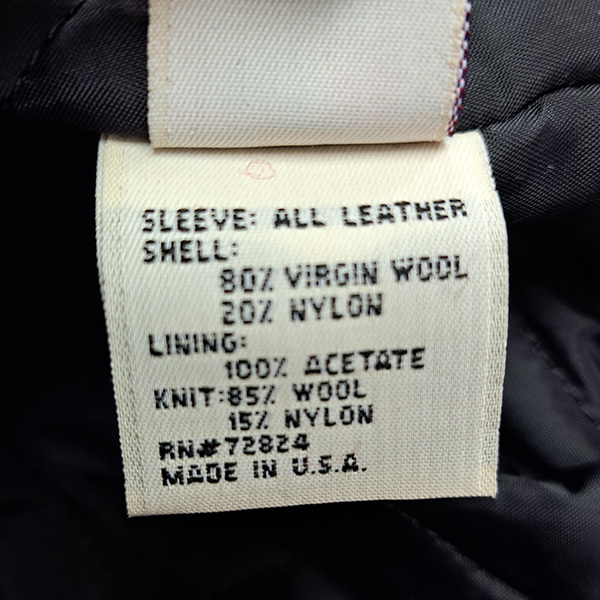 SLEEVE: ALL LEATHER
SHELL:
80% VIRGIN WOOL
20% NYLON
LINING:
100% ACETATE
KNIT:85% WOOL
15% NYLON
RN#72824
MADE IN U.S.A.